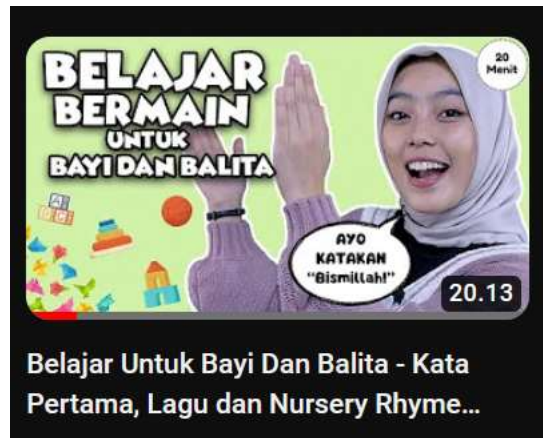 BELAJAR
BERMAIN
UNTUK
BAYI DAN BALITA
20
Menit
AYO
KATAKAN
"Bismillah!"
20.13
Belajar Untuk Bayi Dan Balita - Kata
Pertama, Lagu dan Nursery Rhyme...